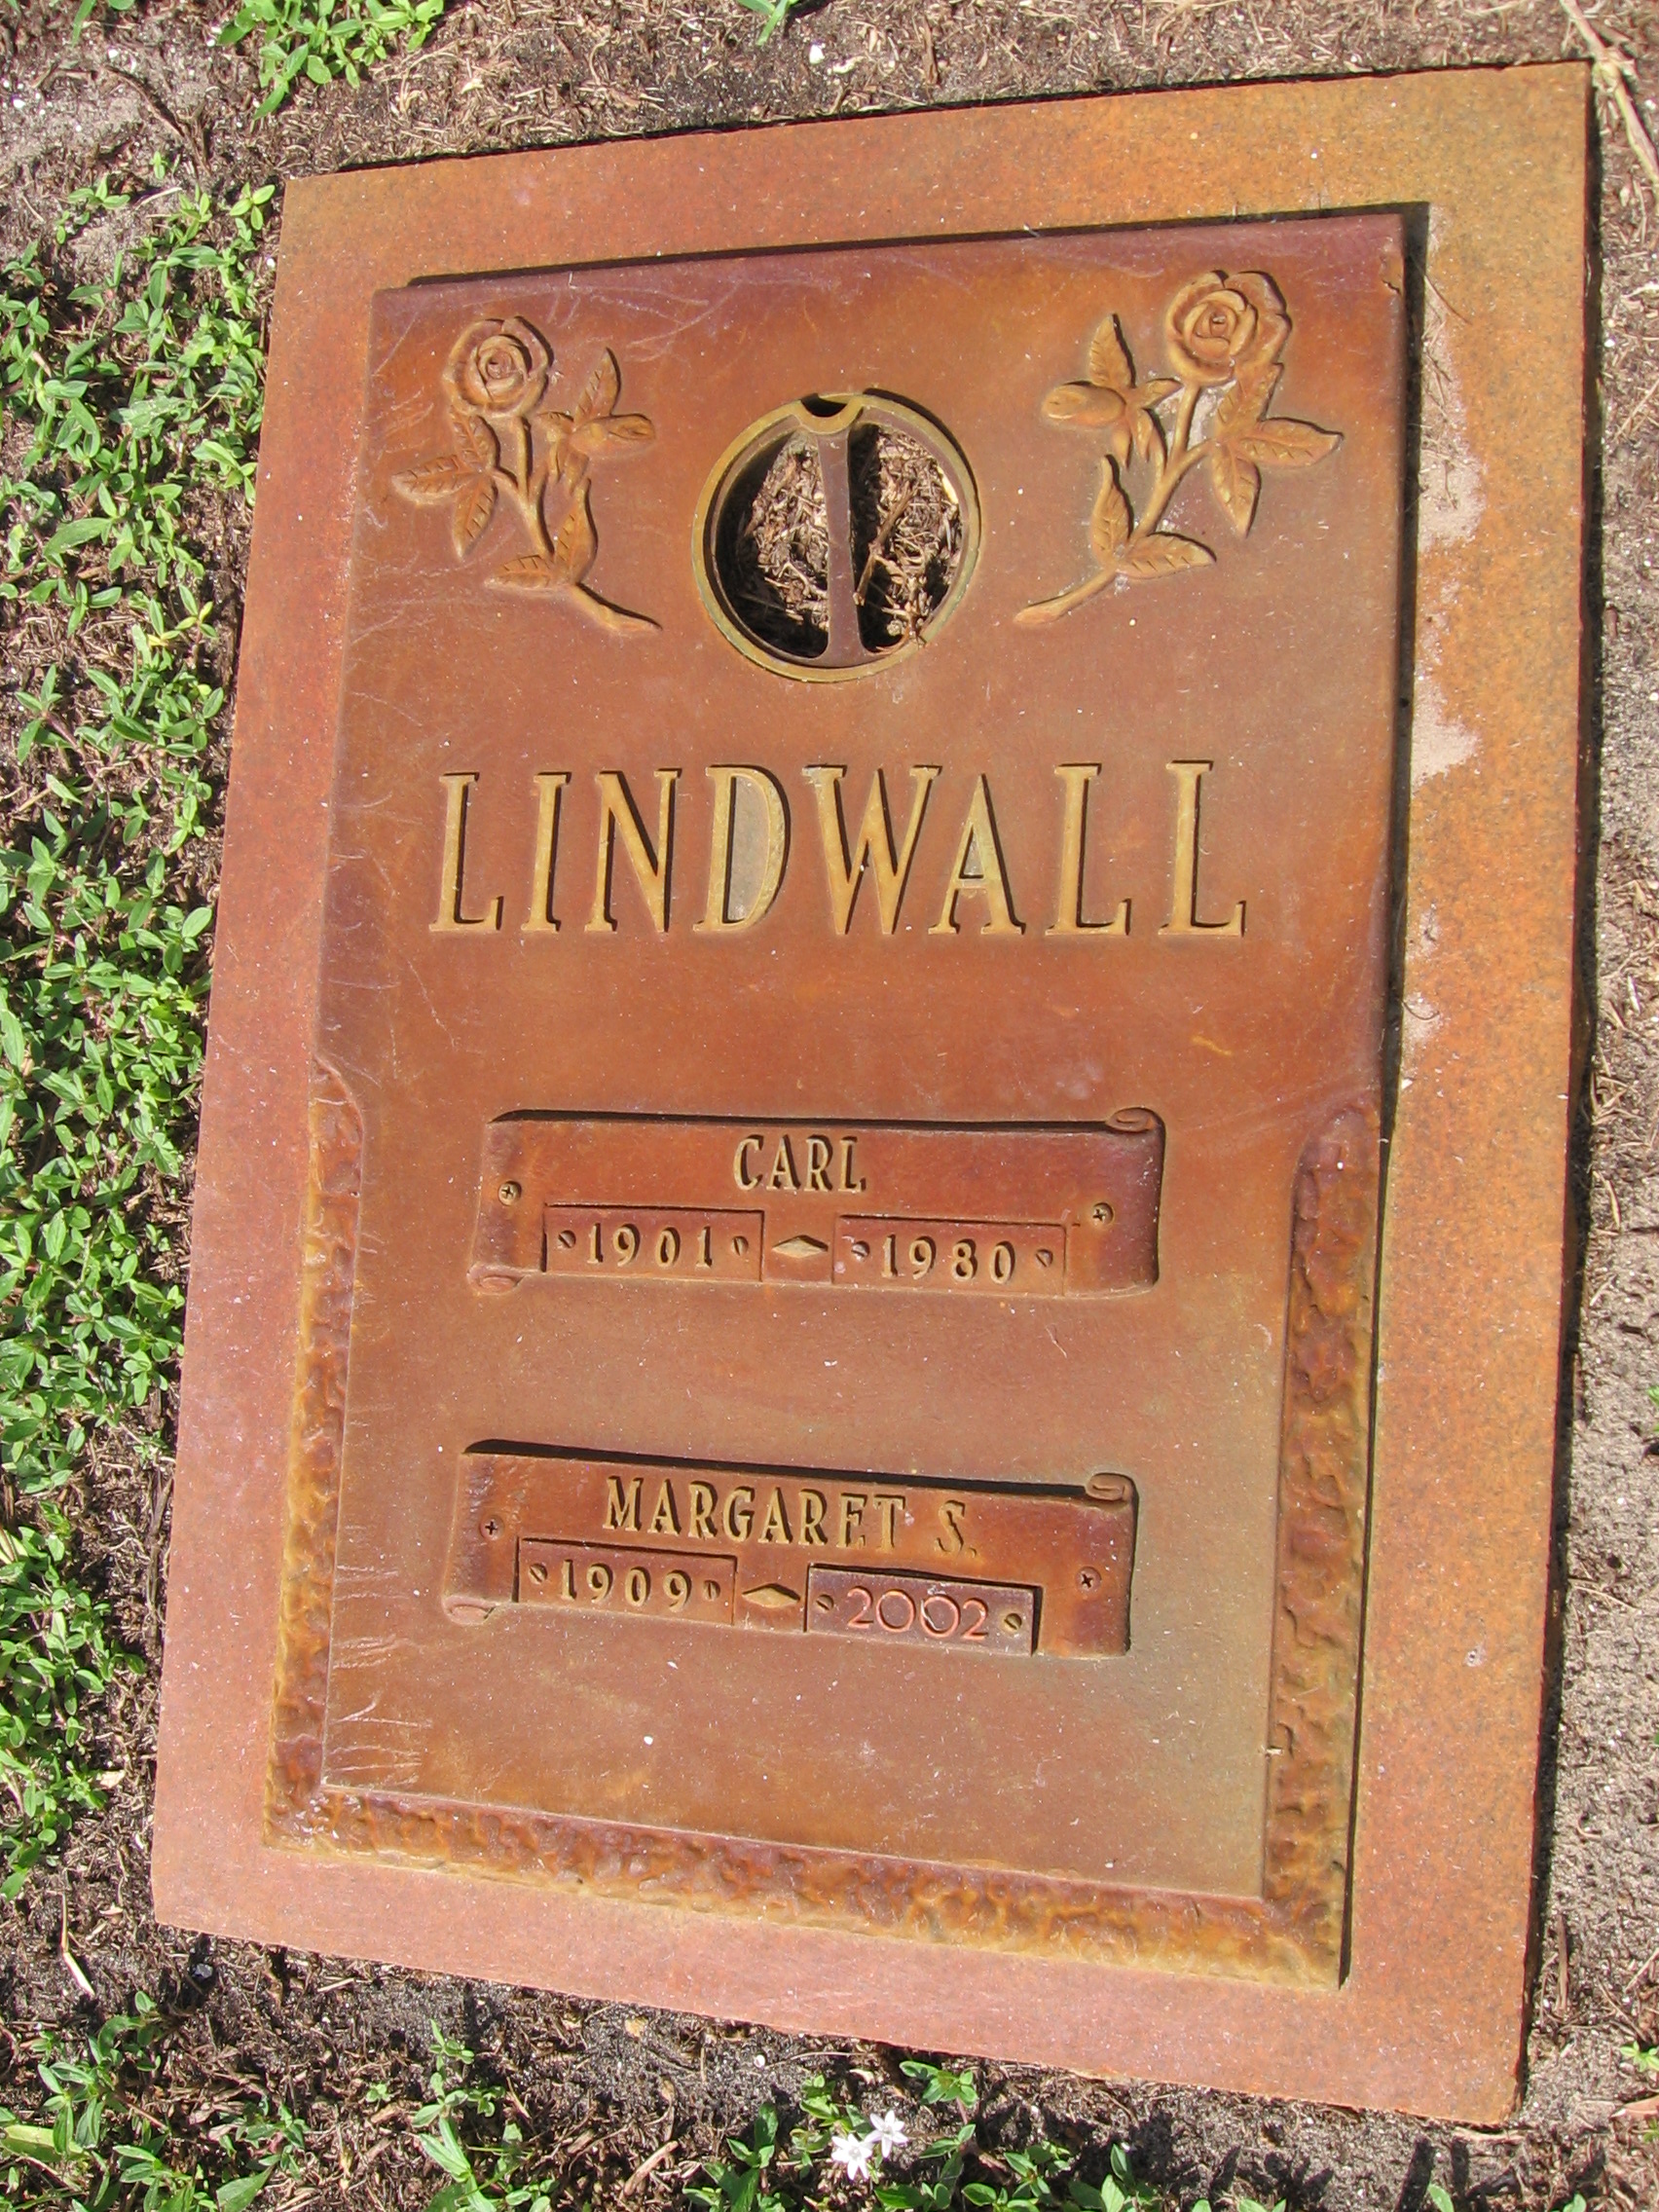 LINDWALL
CARL
1901 1980
MARGARET S.
1909 2002